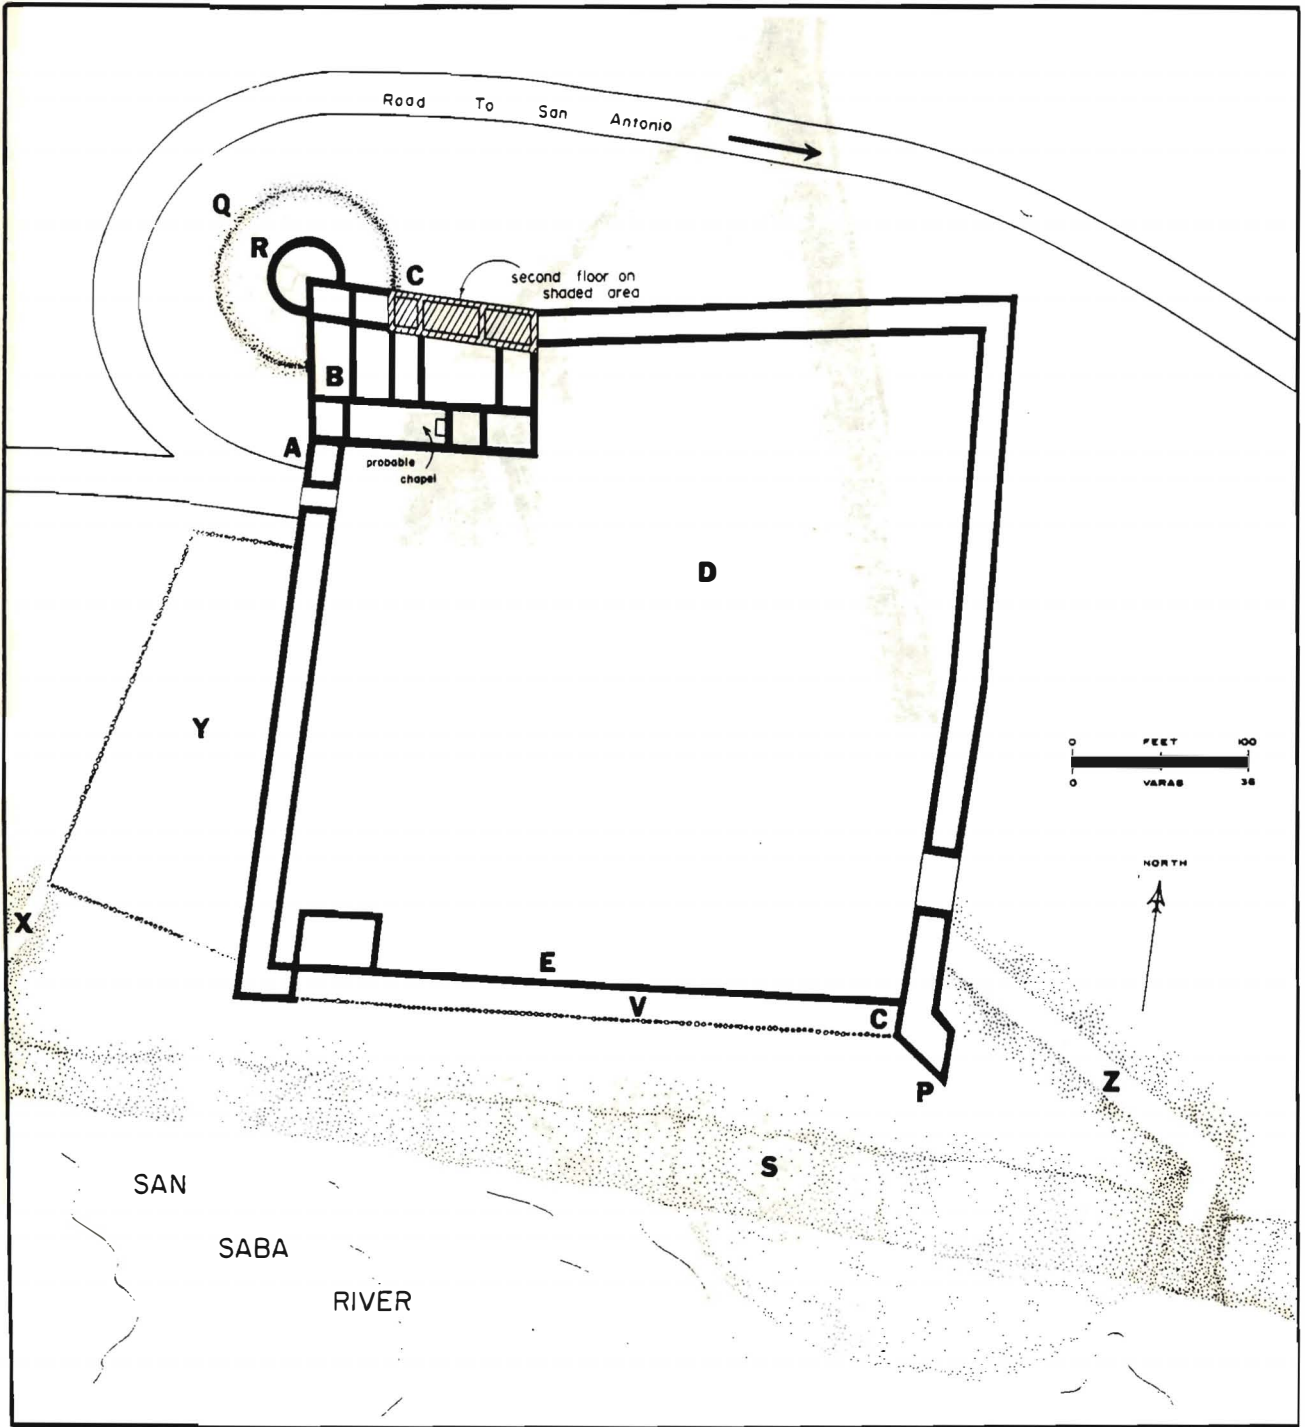 Road To San Antonio
Q
R
C
second floor on
shaded area
B
A
probable
chapel
D
Y
0 FEET 100
0 VARAS 36
NORTH
X
E
V
C
P
Z
S
SAN
SABA
RIVER